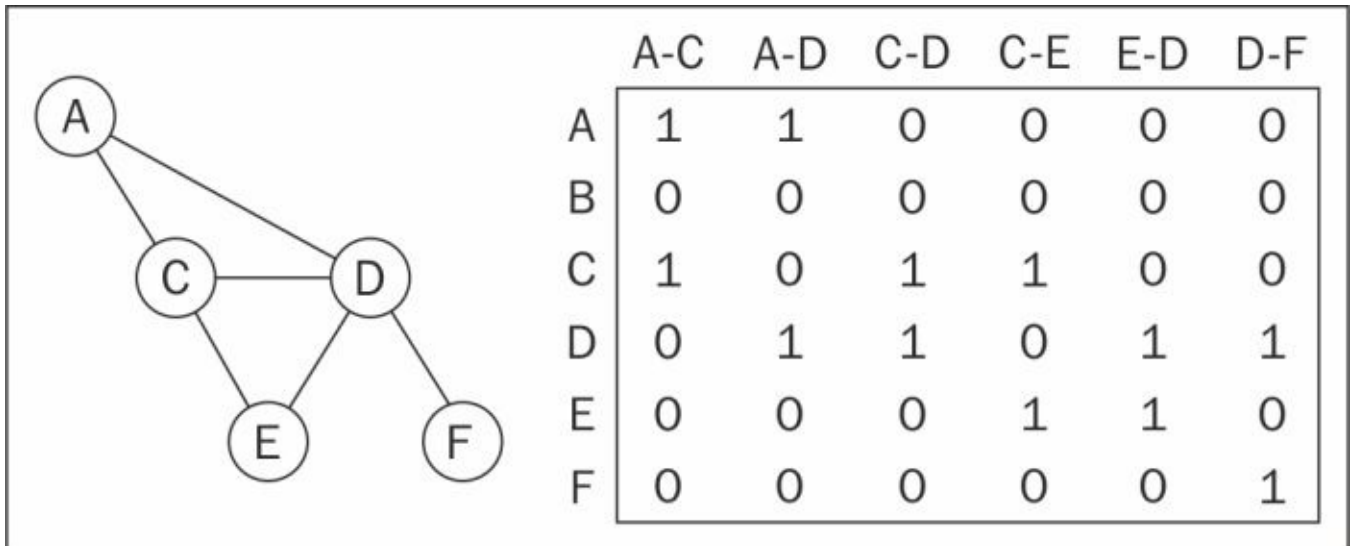 A
C D
E F
A-C A-D C-D C-E E-D D-F
A 1 1 0 0 0 0
B 0 0 0 0 0 0
C 1 0 1 1 0 0
D 0 1 1 0 1 1
E 0 0 0 1 1 0
F 0 0 0 0 0 1